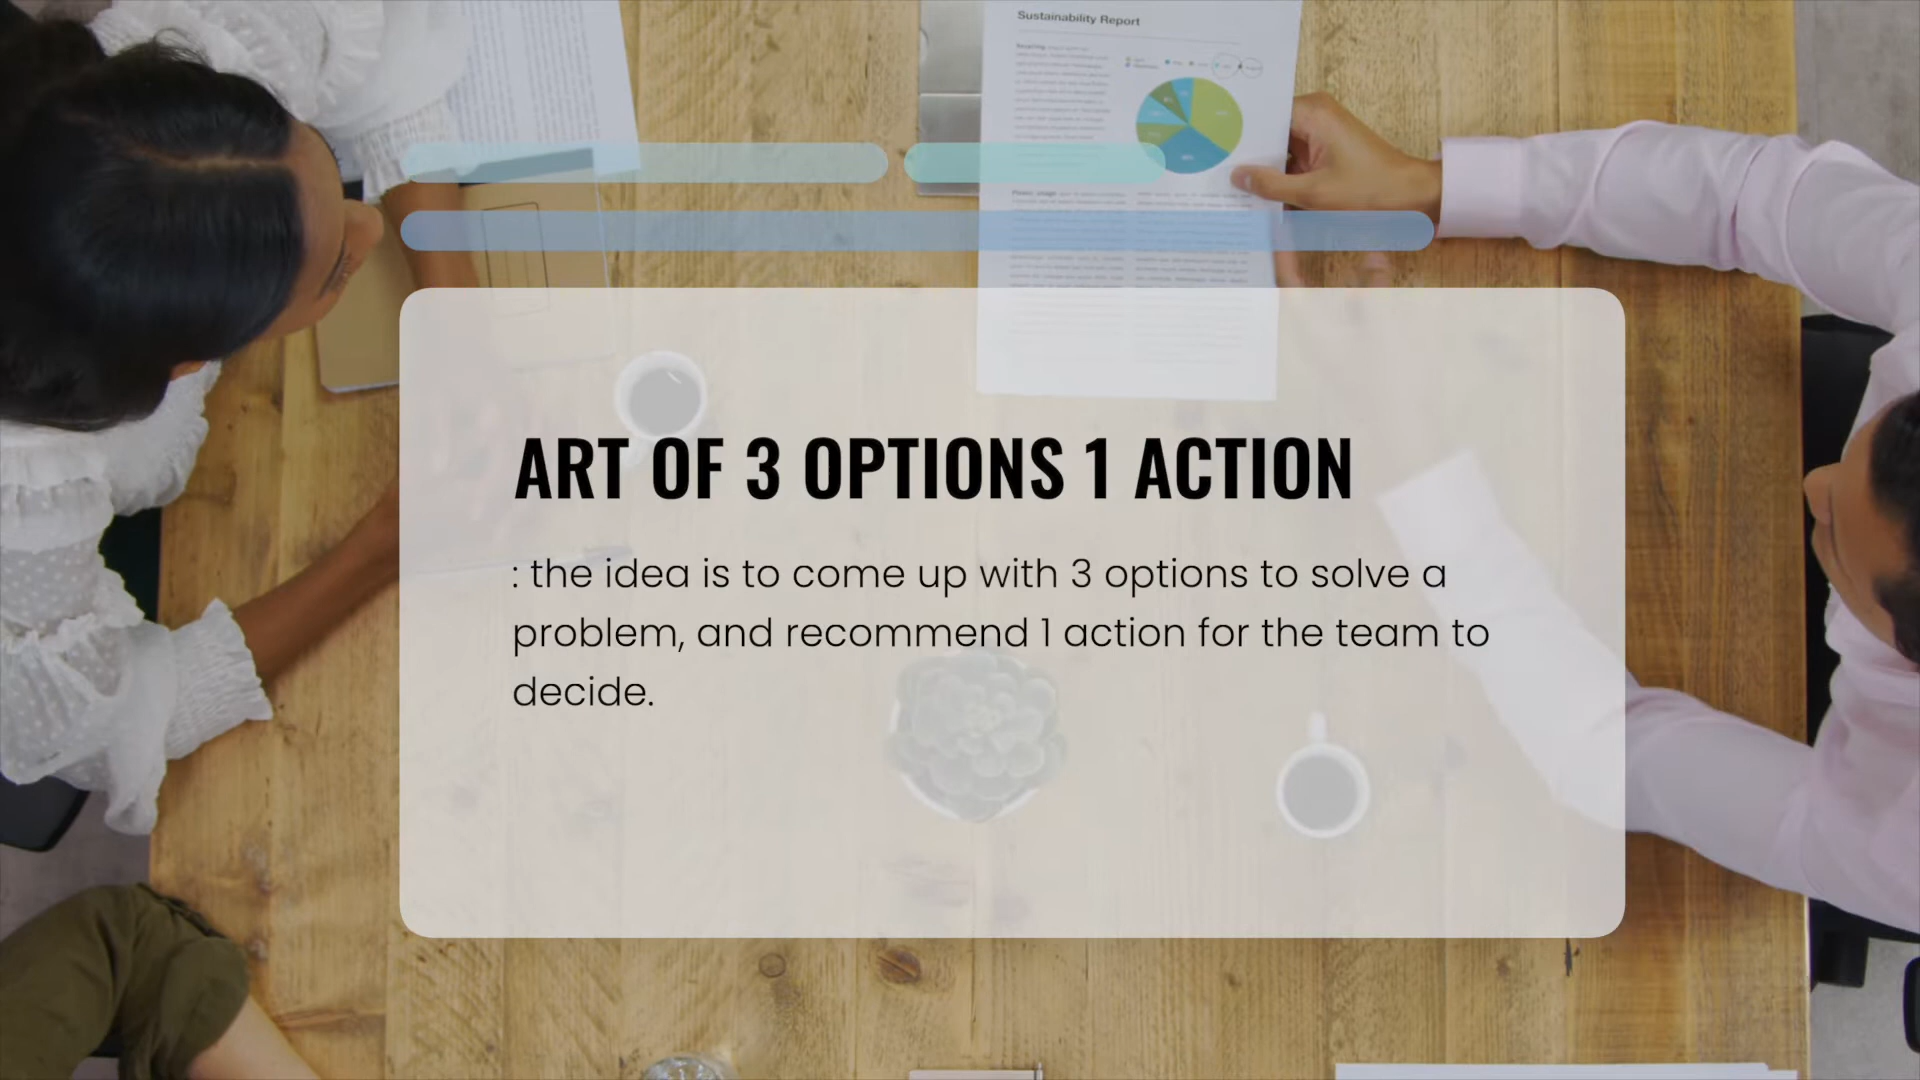 Sustainability Report
ART OF 3 OPTIONS 1 ACTION
: the idea is to come up with 3 options to solve a
problem, and recommend 1 action for the team to
decide.